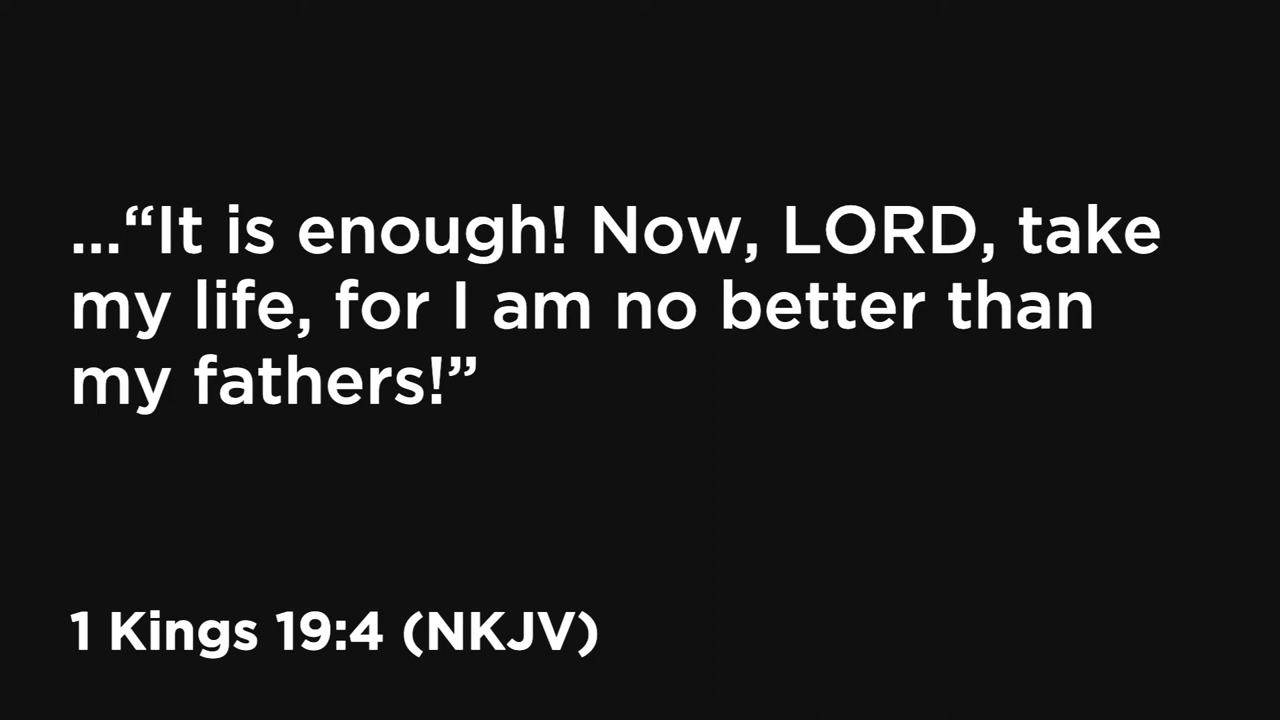 ...“It is enough! Now, LORD, take
my life, for I am no better than
my fathers!”
1 Kings 19:4 (NKJV)